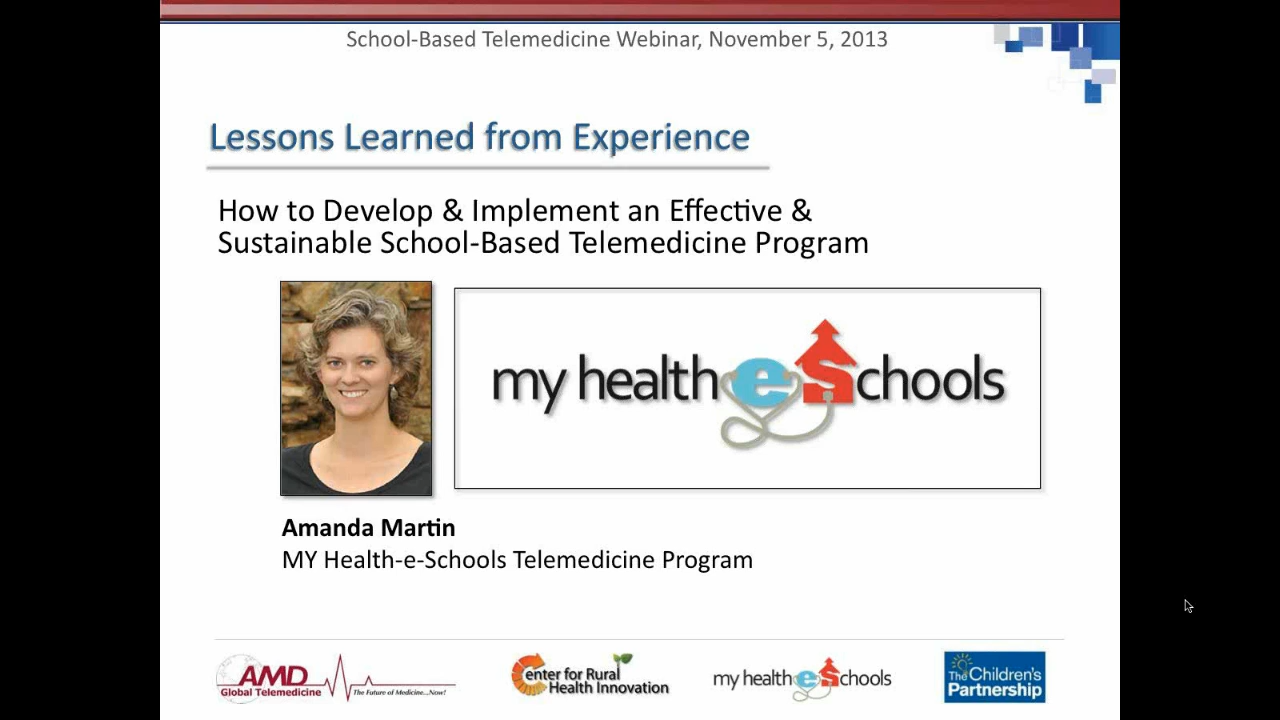 School-Based Telemedicine Webinar, November 5, 2013
Lessons Learned from Experience
How to Develop & Implement an Effective &
Sustainable School-Based Telemedicine Program
my health e Schools
Amanda Martin
MY Health-e-Schools Telemedicine Program
AMD
Global Telemedicine
The Future of Medicine...Now!
Center for Rural
Health Innovation
my health e Schools
The Children's
Partnership